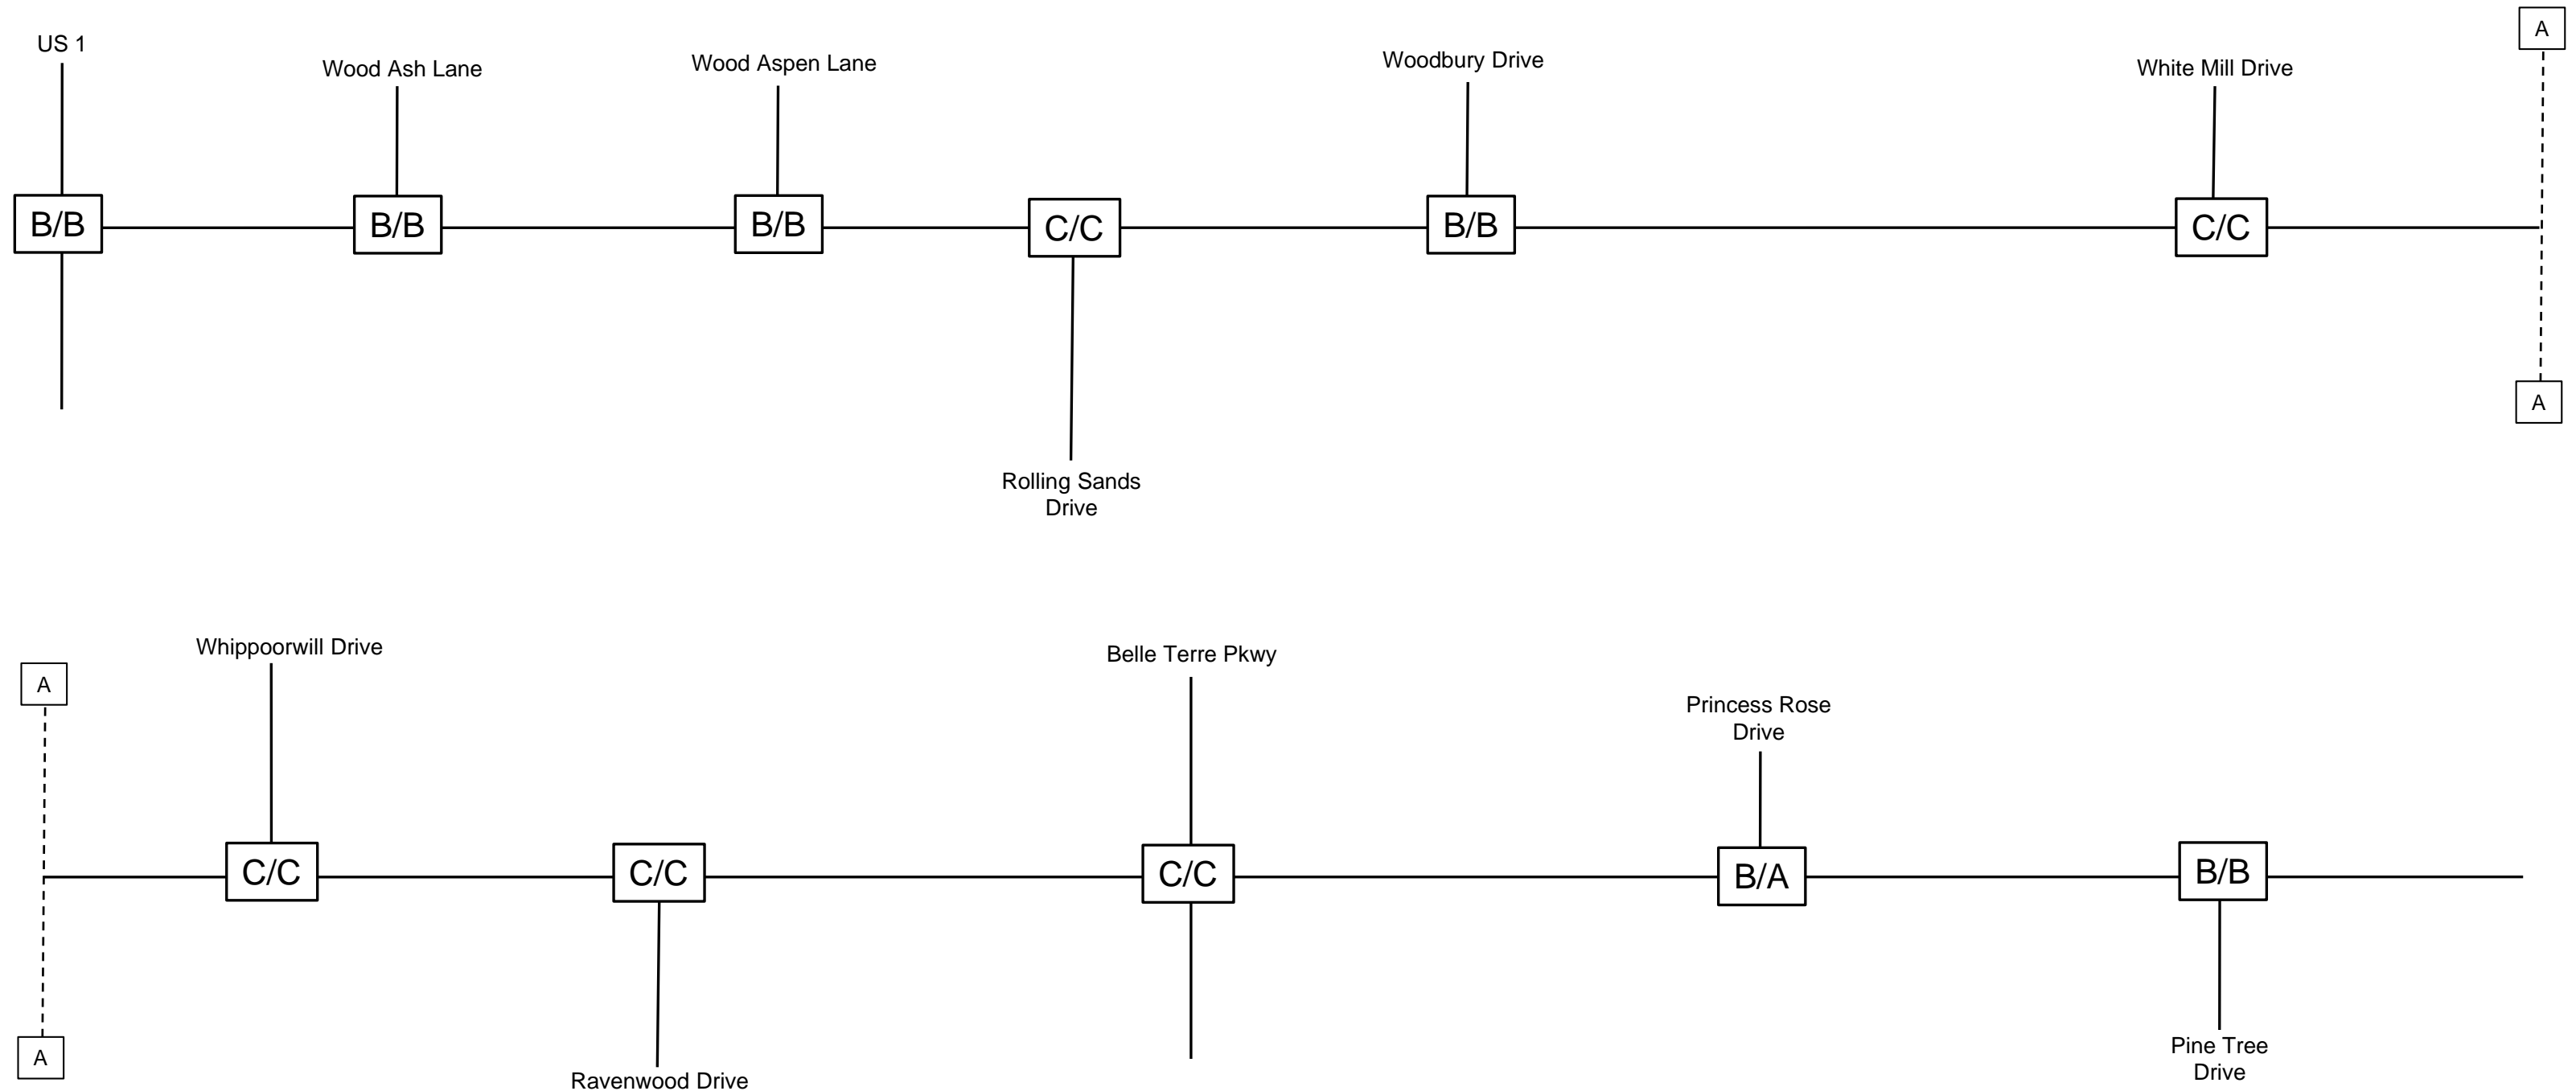 A
US 1
Wood Ash Lane
Wood Aspen Lane
Woodbury Drive
White Mill Drive
B/B
B/B
B/B
C/C
B/B
C/C
A
Rolling Sands
Drive
Whippoorwill Drive
Belle Terre Pkwy
A
Princess Rose
Drive
C/C
C/C
C/C
B/A
B/B
A
Ravenwood Drive
Pine Tree
Drive